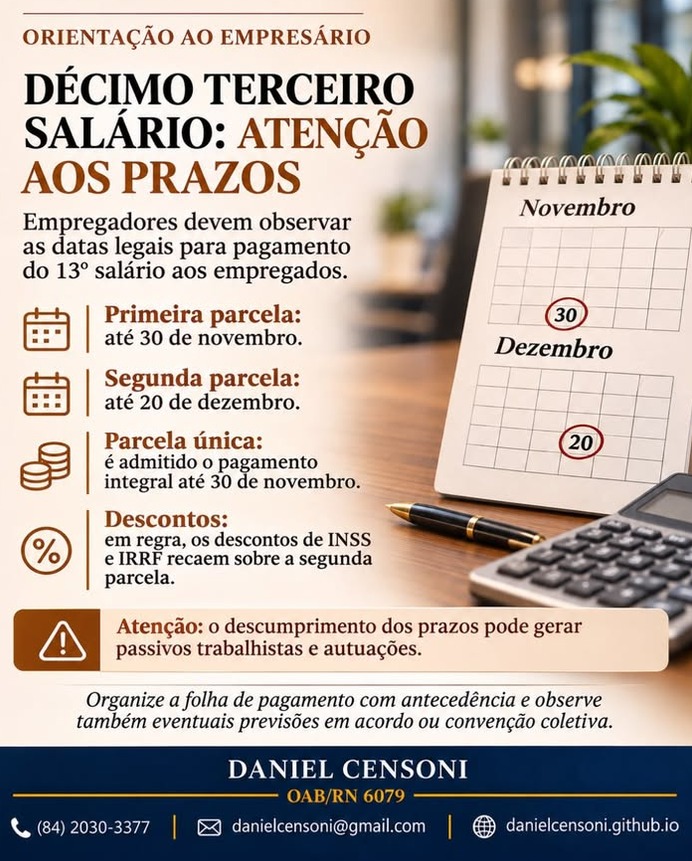 ORIENTAÇÃO AO EMPRESÁRIO
DÉCIMO TERCEIRO
SALÁRIO: ATENÇÃO
AOS PRAZOS
Empregadores devem observar
as datas legais para pagamento
do 13º salário aos empregados.
Primeira parcela:
até 30 de novembro.
Segunda parcela:
até 20 de dezembro.
Parcela única:
é admitido o pagamento
integral até 30 de novembro.
Descontos:
em regra, os descontos de INSS
e IRRF recaem sobre a segunda
parcela.
Novembro
30
Dezembro
20
%
Atenção: o descumprimento dos prazos pode gerar
passivos trabalhistas e autuações.
Organize a folha de pagamento com antecedência e observe
também eventuais previsões em acordo ou convenção coletiva.
DANIEL CENSONI
OAB/RN 6079
(84) 2030-3377
danielcensoni@gmail.com
danielcensoni.github.io